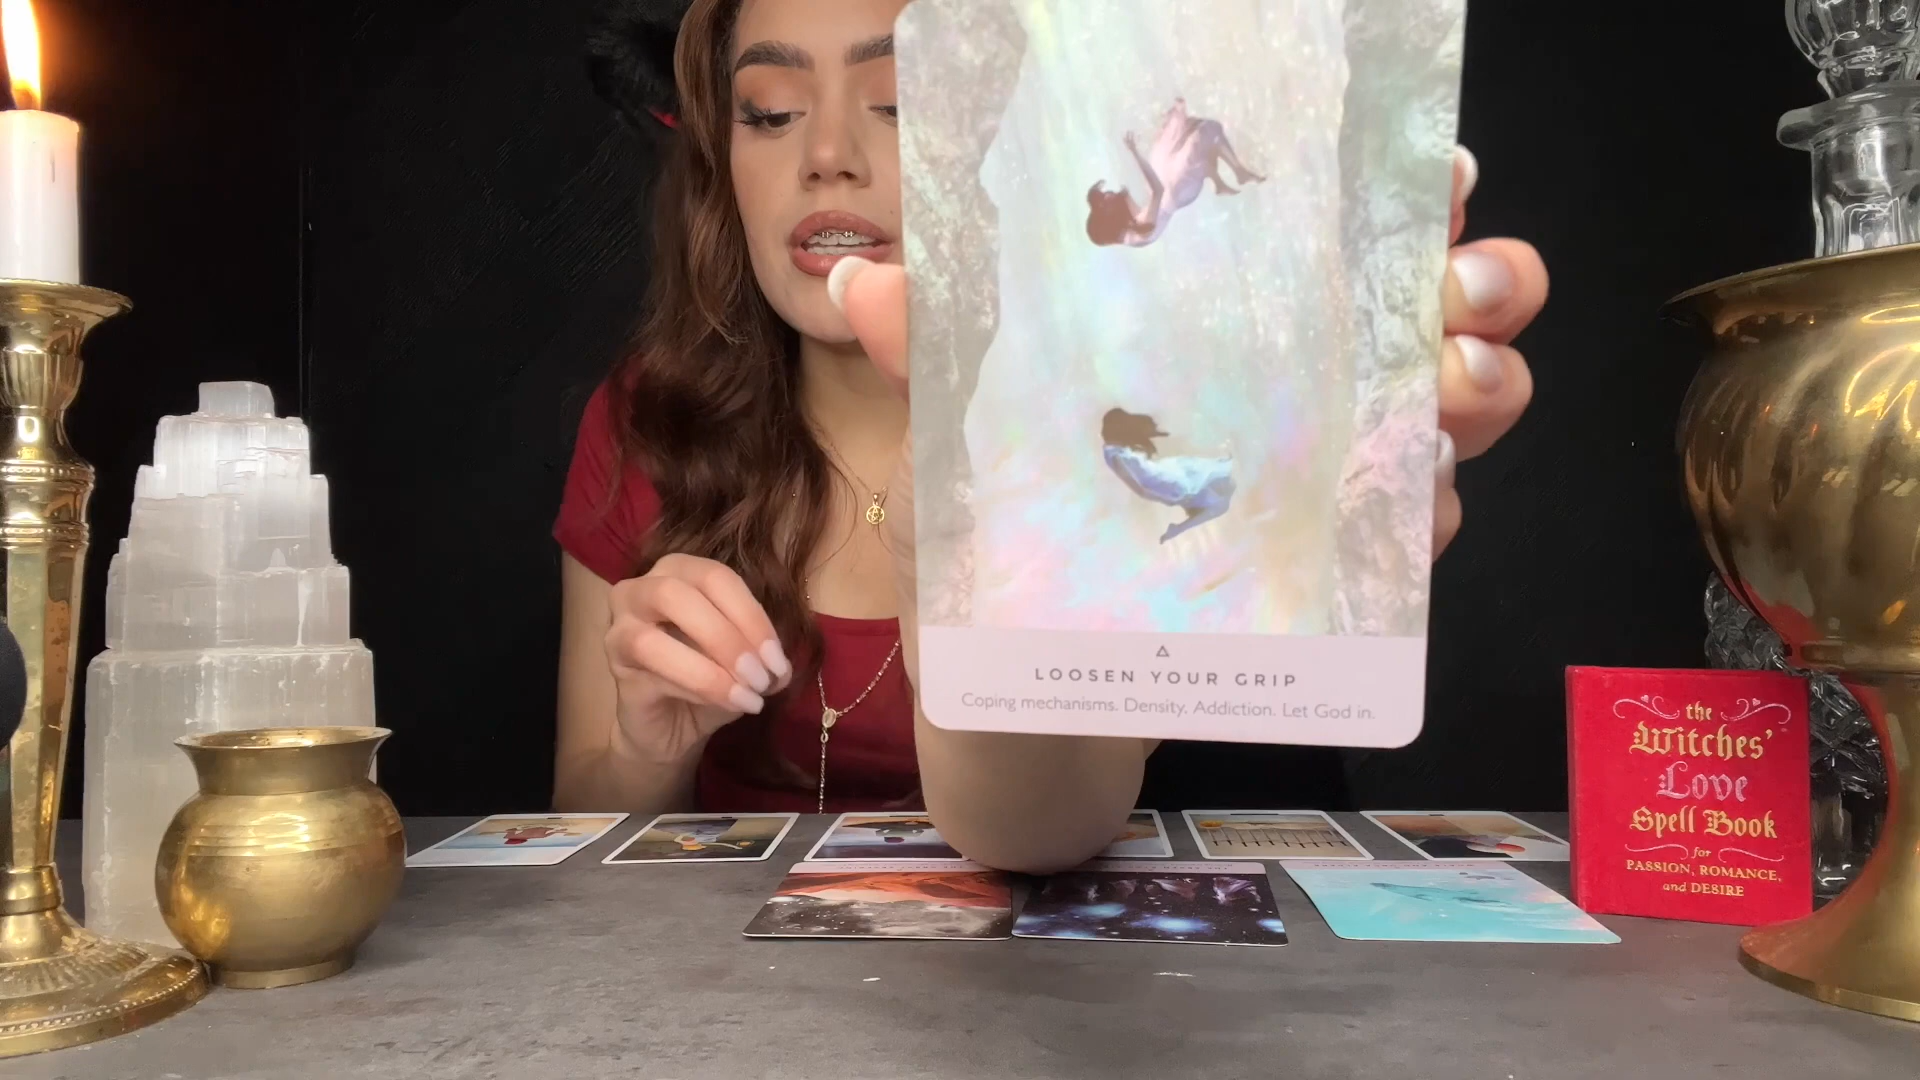 LOOSEN YOUR GRIP
Coping mechanisms. Density. Addiction. Let God in.
the
Witches'
Love
Spell Book
for
PASSION, ROMANCE,
and DESIRE